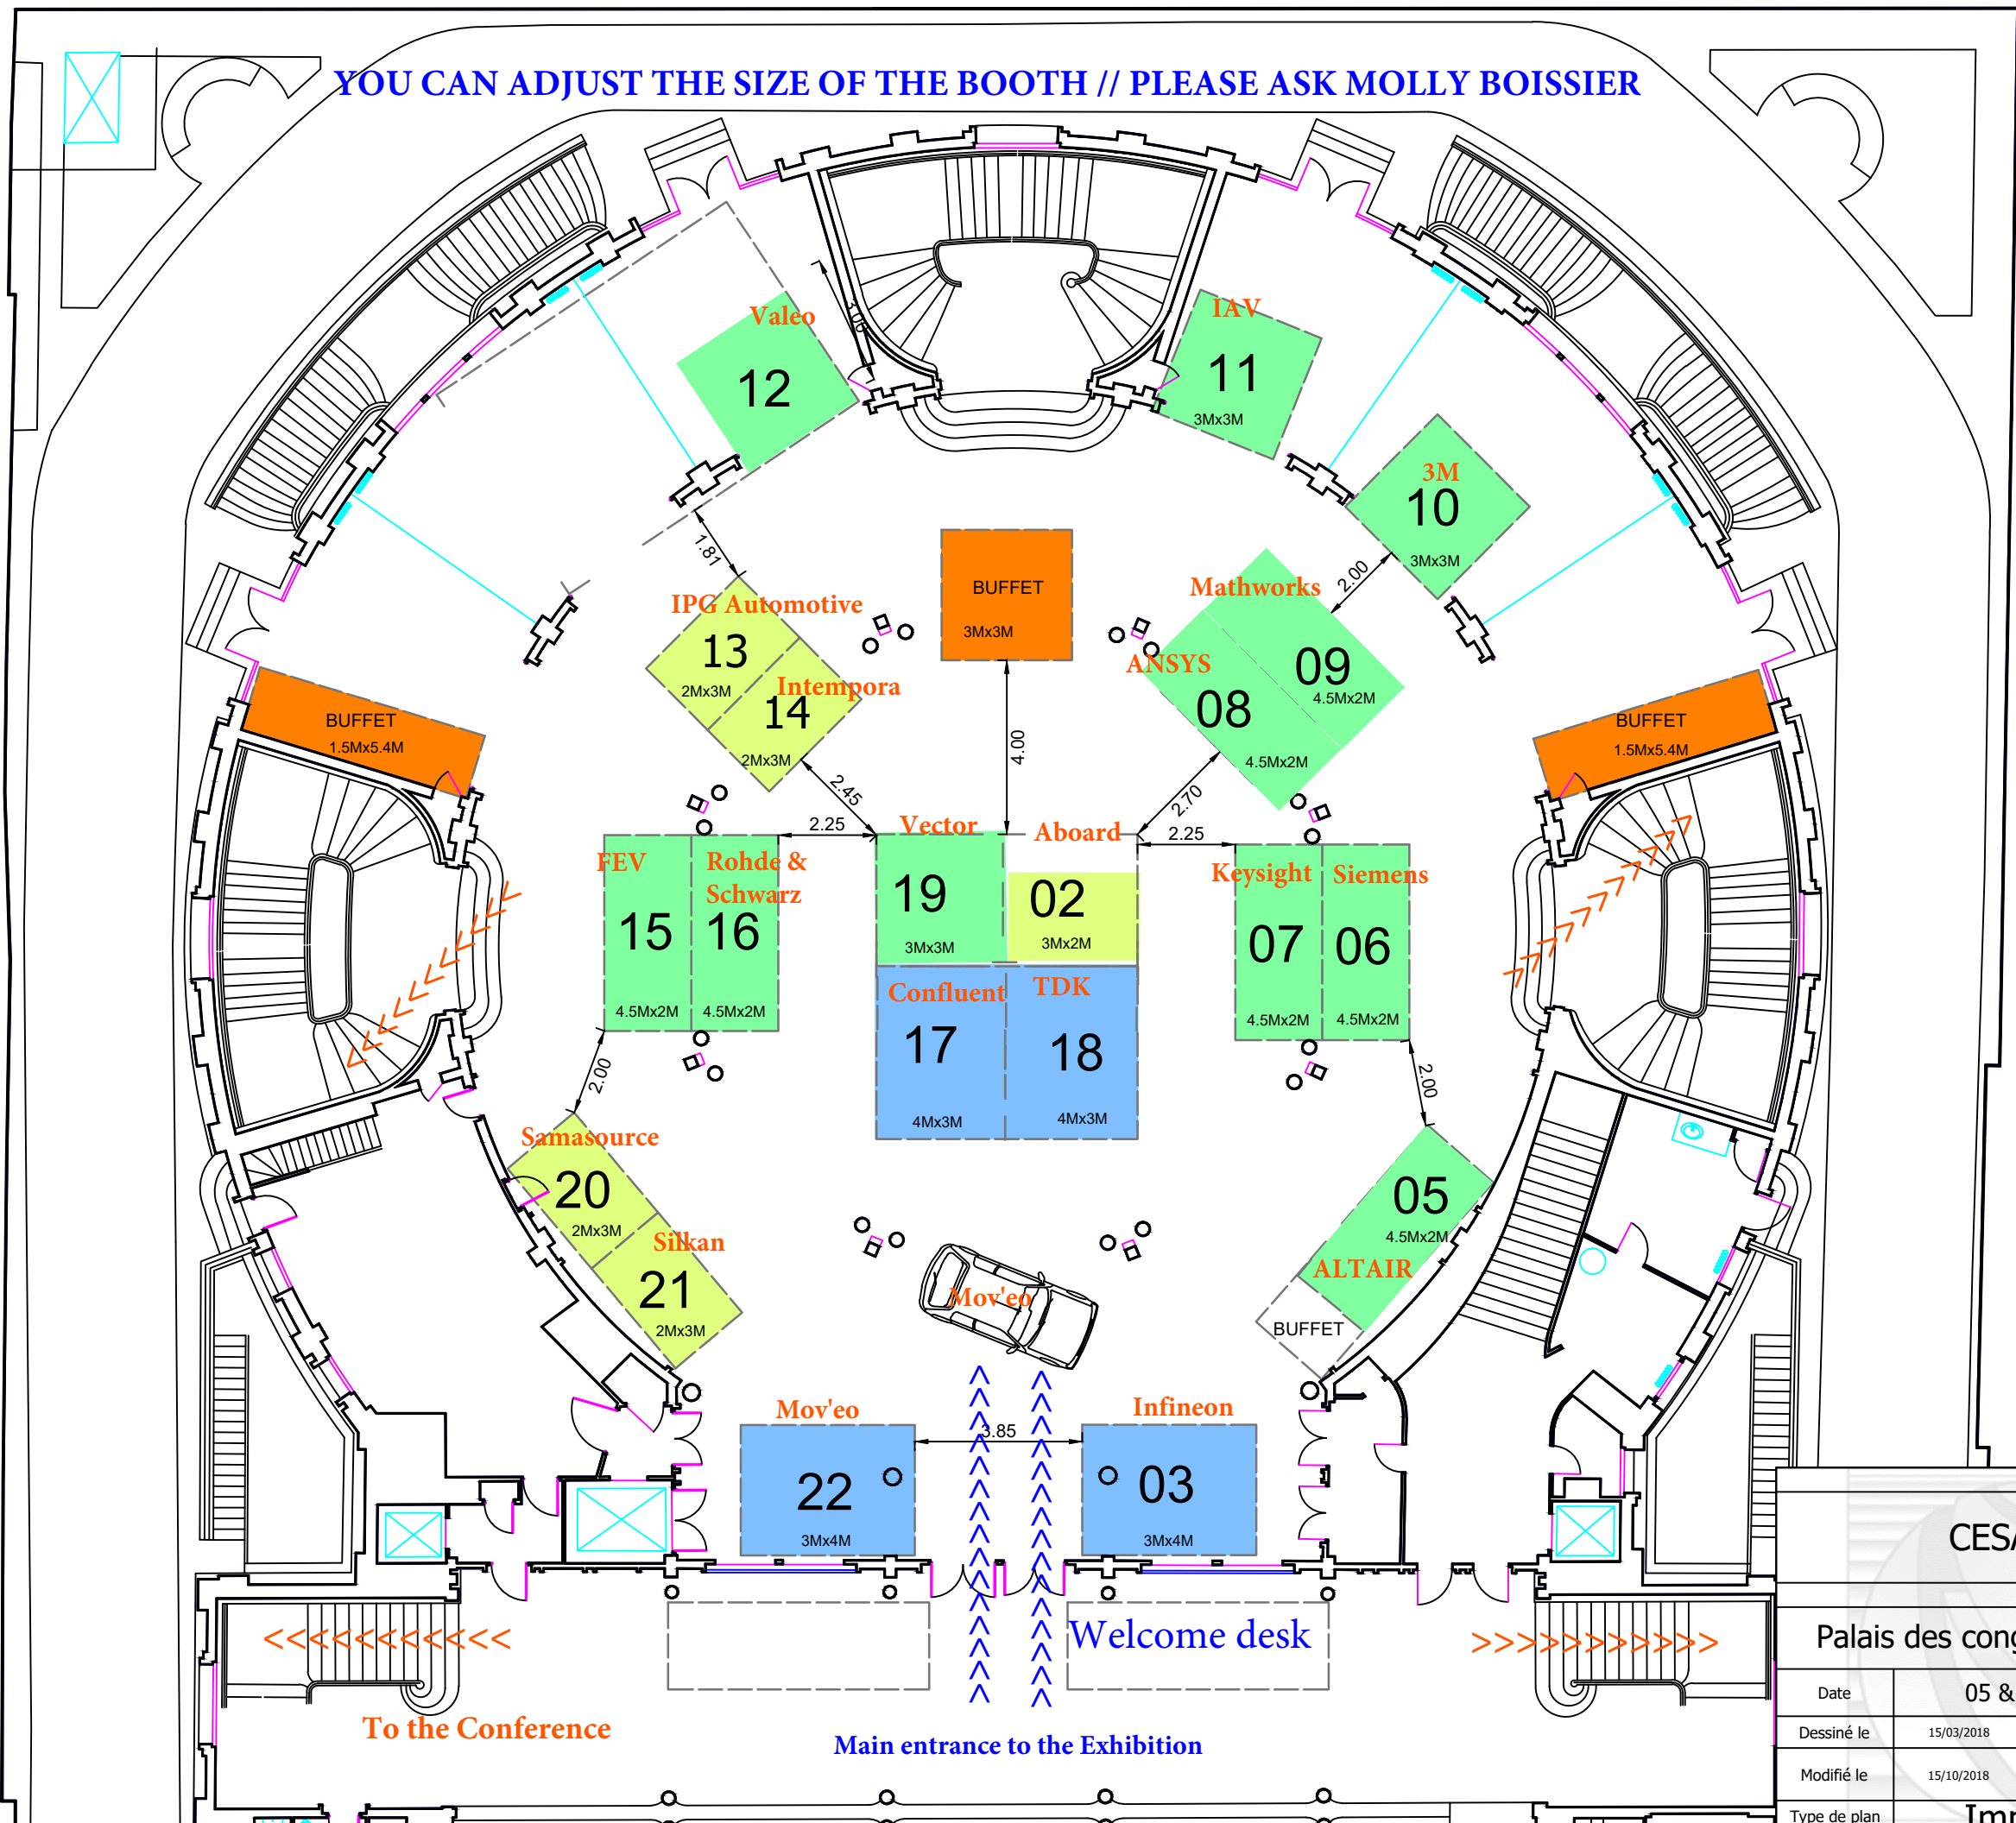 YOU CAN ADJUST THE SIZE OF THE BOOTH // PLEASE ASK MOLLY BOISSIER
Valeo
12
3.00
IAV
11
3Mx3M
3M
10
3Mx3M
1.81
2.00
BUFFET
3Mx3M
IPG Automotive
13
2Mx3M
Intempora
14
2Mx3M
Mathworks
09
4.5Mx2M
ANSYS
08
4.5Mx2M
BUFFET
1.5Mx5.4M
BUFFET
1.5Mx5.4M
4.00
2.45
2.70
2.25
2.25
FEV
15
4.5Mx2M
Rohde &
Schwarz
16
4.5Mx2M
Vector
19
3Mx3M
Aboard
02
3Mx2M
Keysight
07
4.5Mx2M
Siemens
06
4.5Mx2M
Confluent
17
4Mx3M
TDK
18
4Mx3M
2.00
2.00
Samasource
20
2Mx3M
Silkan
21
2Mx3M
05
4.5Mx2M
ALTAIR
BUFFET
Mov'eo
Mov'eo
22
3Mx4M
3.85
Infineon
03
3Mx4M
<<<<<<<<<<<
Welcome desk
>>>>>>>>>>>
To the Conference
Main entrance to the Exhibition
Palais des cong
Date
05 &
Dessiné le
15/03/2018
Modifié le
15/10/2018
Type de plan